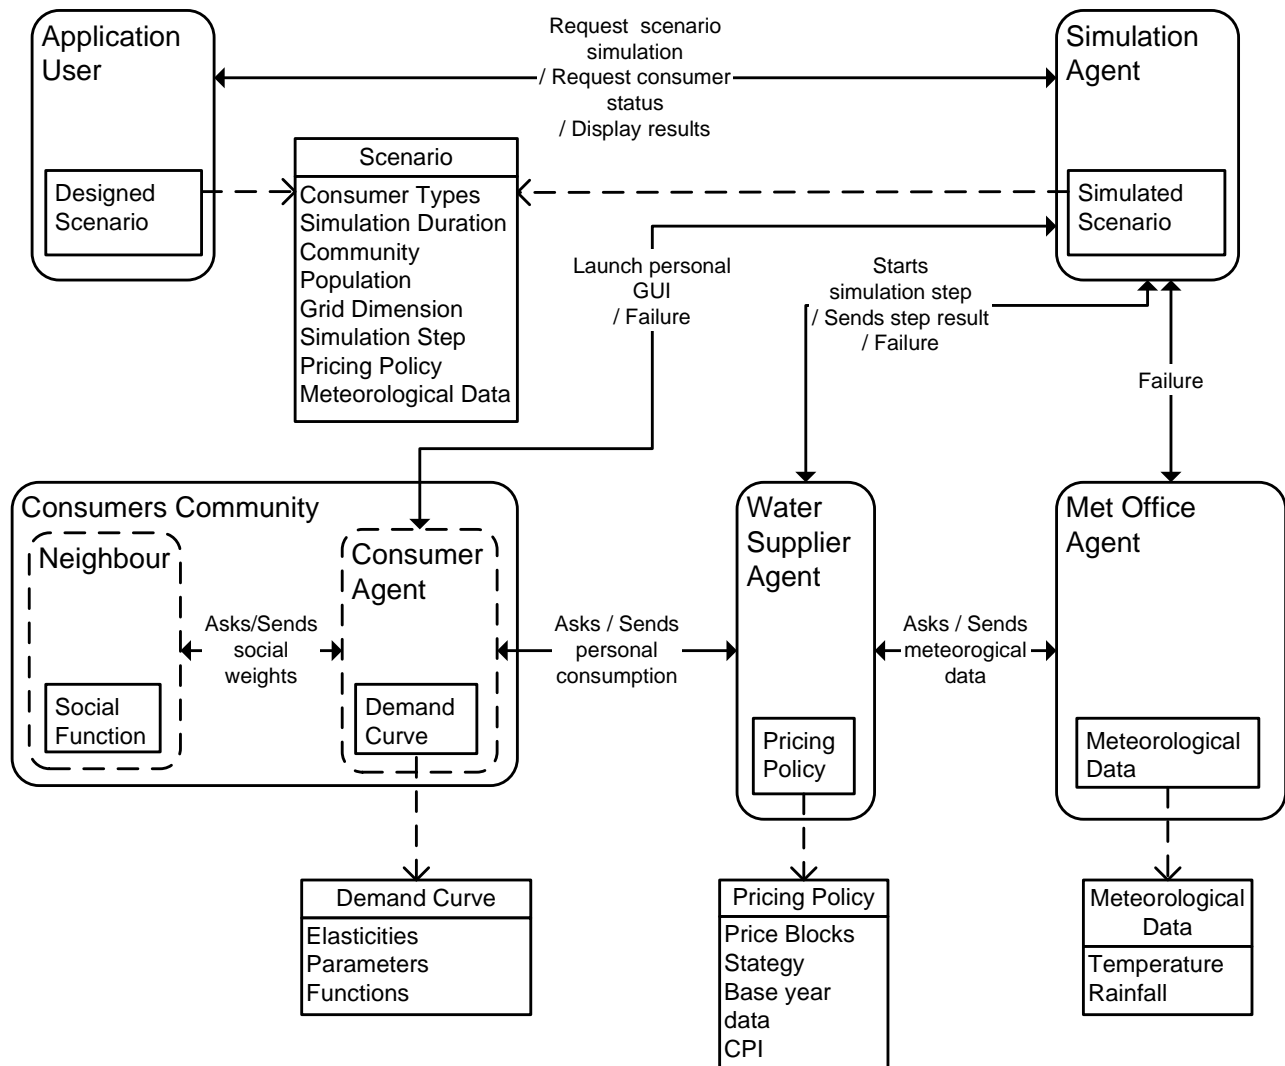 Application
User
Designed
Scenario
Request scenario
simulation
/ Request consumer
status
/ Display results
Simulation
Agent
Simulated
Scenario
Scenario
Consumer Types
Simulation Duration
Community
Population
Grid Dimension
Simulation Step
Pricing Policy
Meteorological Data
Launch personal
GUI
/ Failure
Starts
simulation step
/ Sends step result
/ Failure
Failure
Consumers Community
Neighbour
Social
Function
Asks/Sends
social
weights
Consumer
Agent
Demand
Curve
Asks / Sends
personal
consumption
Water
Supplier
Agent
Pricing
Policy
Asks / Sends
meteorogical
data
Met Office
Agent
Meteorological
Data
Demand Curve
Elasticities
Parameters
Functions
Pricing Policy
Price Blocks
Stategy
Base year
data
CPI
Meteorological
Data
Temperature
Rainfall